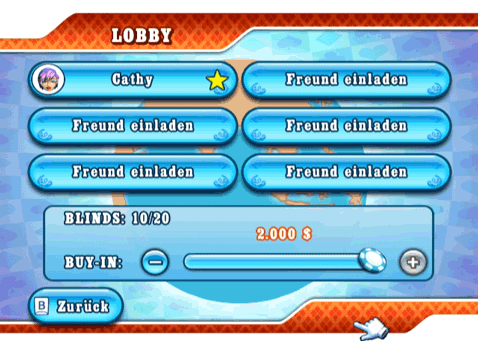 LOBBY
Cathy
Freund einladen
Freund einladen
Freund einladen
Freund einladen
Freund einladen
BLINDS: 10/20
2.000 $
BUY-IN:
B Zurück